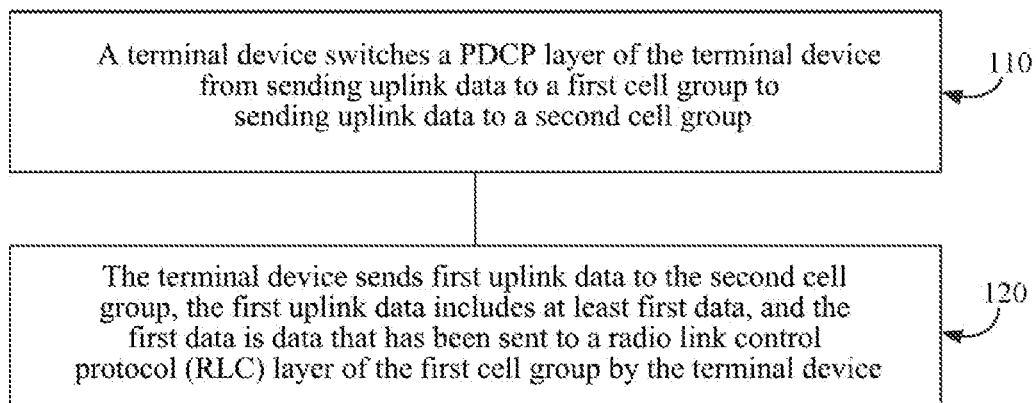 A terminal device switches a PDCP layer of the terminal device
from sending uplink data to a first cell group to
sending uplink data to a second cell group
110
The terminal device sends first uplink data to the second cell
group, the first uplink data includes at least first data, and the
first data is data that has been sent to a radio link control
protocol (RLC) layer of the first cell group by the terminal device
120